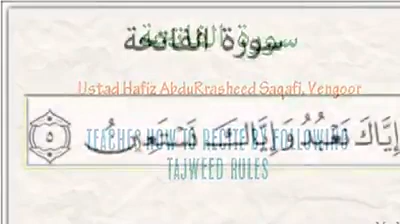 سورة الفاتحة
Ustad Hafiz AbduRrasheed Saqafi, Vengoor
إِيَّاكَ نَعْبُدُ وَإِيَّاكَ نَسْتَعِينُ ٥
TEACHES HOW TO RECITE BY FOLLOWING
TAJWEED RULES